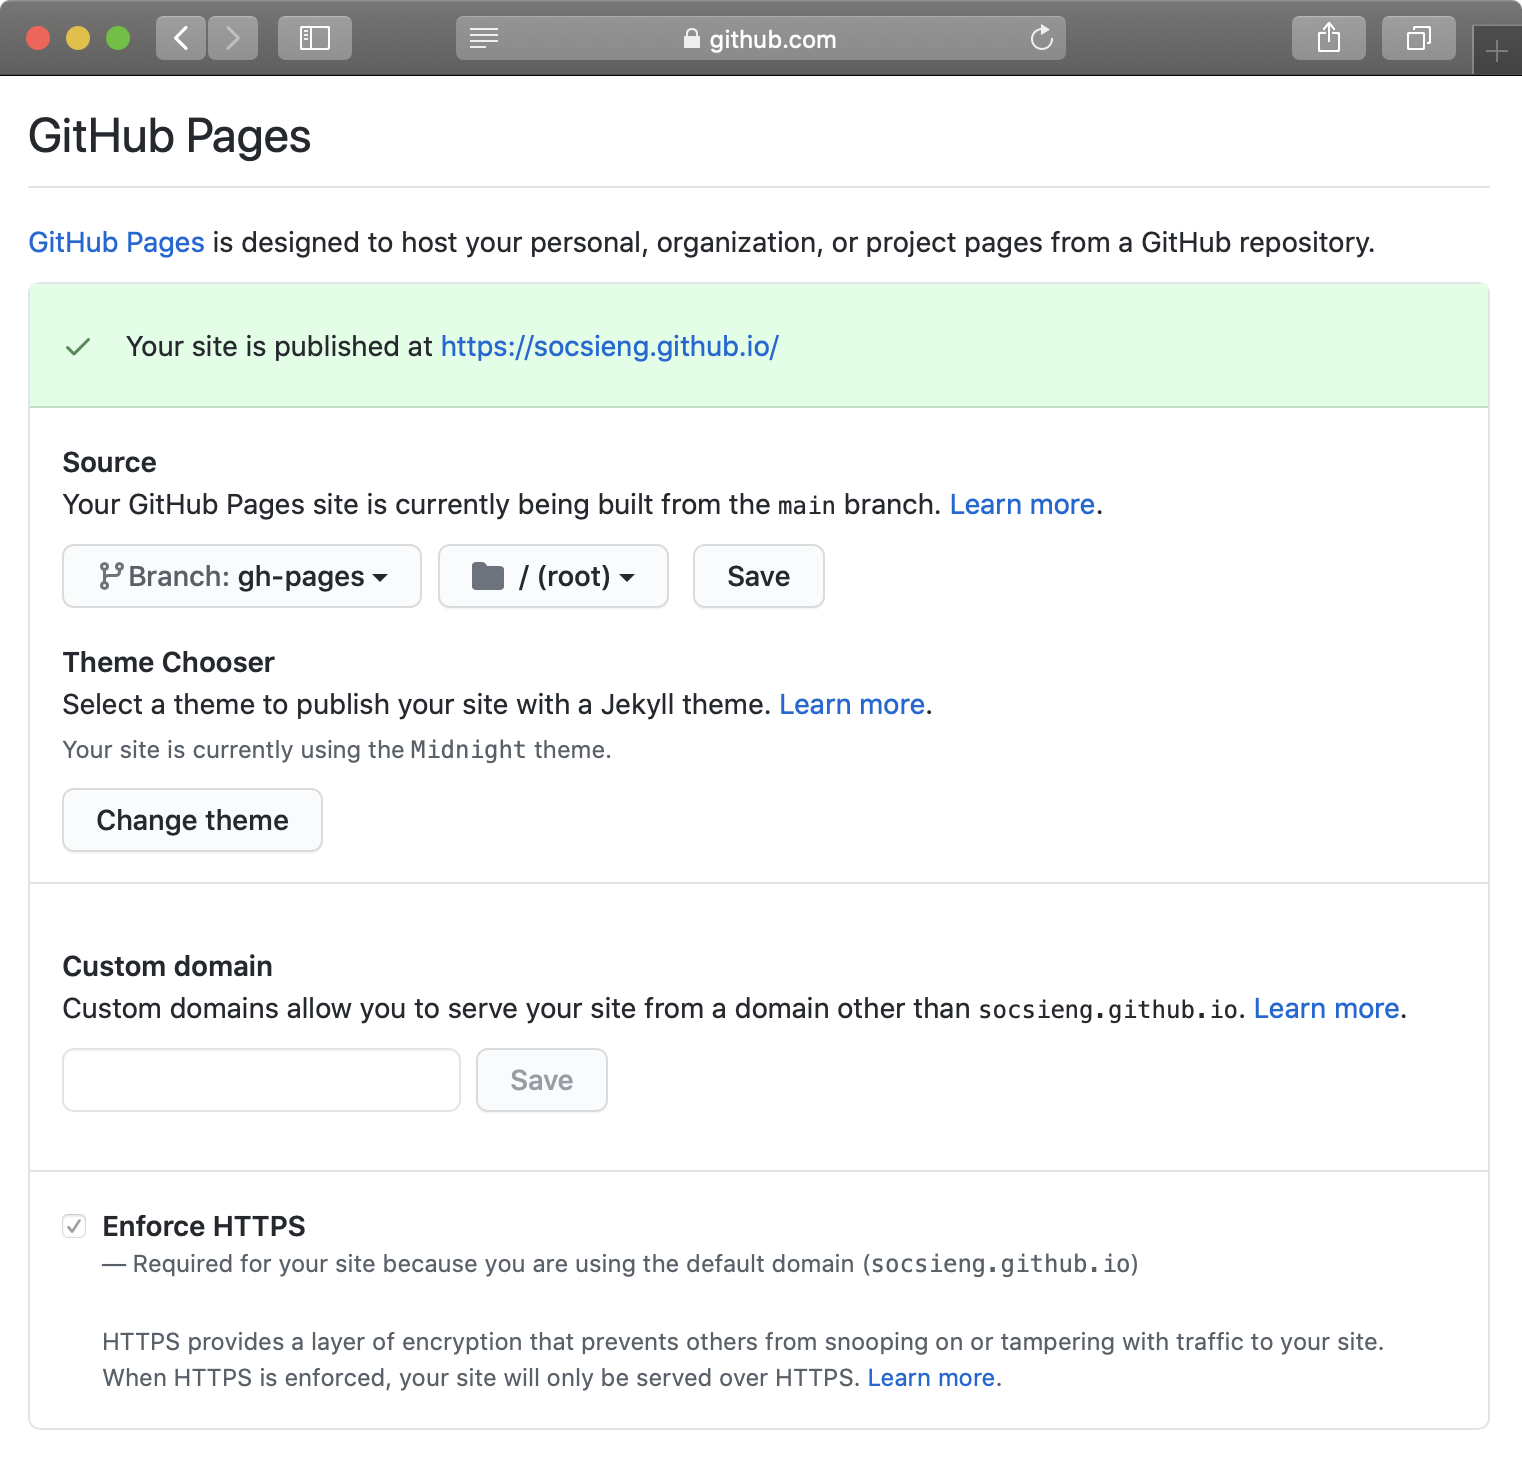 github.com
GitHub Pages
GitHub Pages is designed to host your personal, organization, or project pages from a GitHub repository.
Your site is published at https://socsieng.github.io/
Source
Your GitHub Pages site is currently being built from the main branch. Learn more.
Branch: gh-pages
/ (root)
Save
Theme Chooser
Select a theme to publish your site with a Jekyll theme. Learn more.
Your site is currently using the Midnight theme.
Change theme
Custom domain
Custom domains allow you to serve your site from a domain other than socsieng.github.io. Learn more.
Save
Enforce HTTPS
— Required for your site because you are using the default domain (socsieng.github.io)
HTTPS provides a layer of encryption that prevents others from snooping on or tampering with traffic to your site.
When HTTPS is enforced, your site will only be served over HTTPS. Learn more.